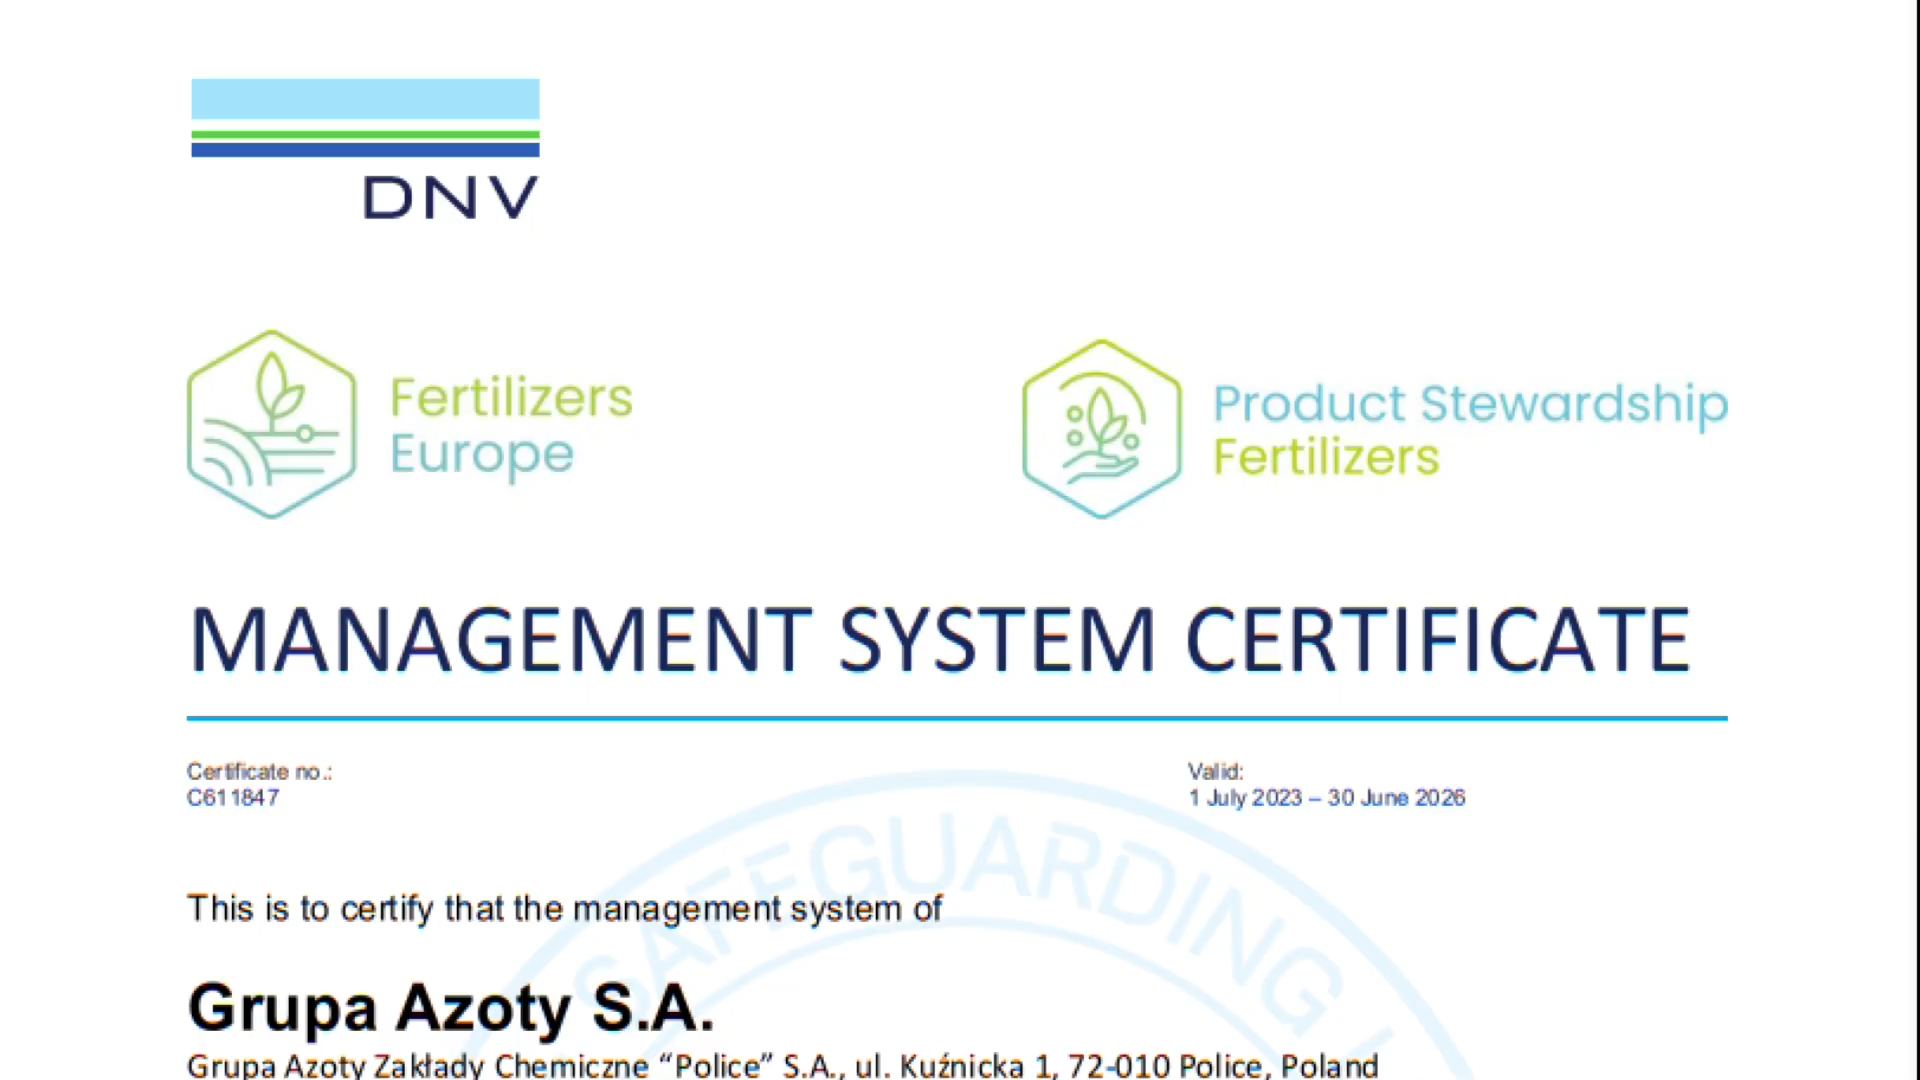 DNV
Fertilizers
Europe
Product Stewardship
Fertilizers
MANAGEMENT SYSTEM CERTIFICATE
Certificate no.:
C611847
Valid:
1 July 2023 – 30 June 2026
SAFEGUARDING
This is to certify that the management system of
Grupa Azoty S.A.
Grupa Azoty Zakłady Chemiczne “Police” S.A., ul. Kuźnicka 1, 72-010 Police, Poland